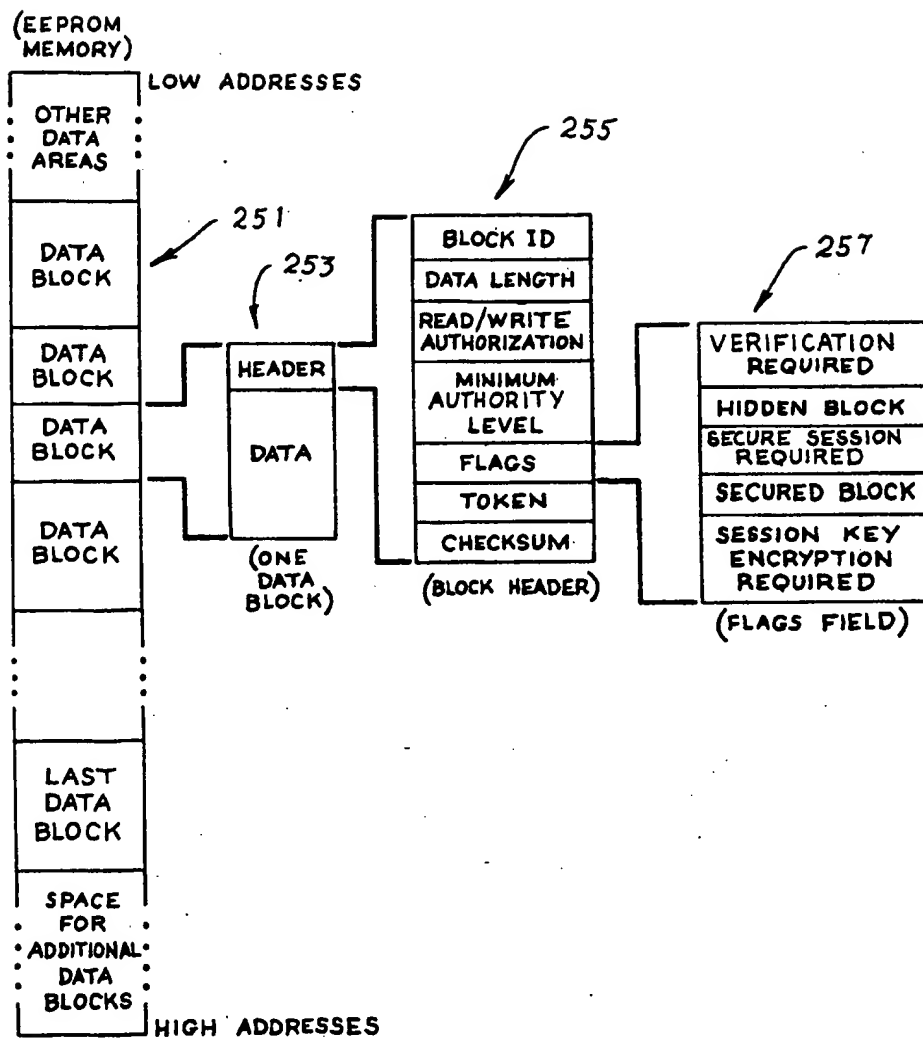 (EEPROM
MEMORY)
LOW ADDRESSES
OTHER
DATA
AREAS
DATA
BLOCK
251
DATA
BLOCK
DATA
BLOCK
DATA
BLOCK
LAST
DATA
BLOCK
SPACE
FOR
ADDITIONAL
DATA
BLOCKS
HIGH ADDRESSES
253
HEADER
DATA
(ONE
DATA
BLOCK)
255
BLOCK ID
DATA LENGTH
READ/WRITE
AUTHORIZATION
MINIMUM
AUTHORITY
LEVEL
FLAGS
TOKEN
CHECKSUM
(BLOCK HEADER)
257
VERIFICATION
REQUIRED
HIDDEN BLOCK
SECURE SESSION
REQUIRED
SECURED BLOCK
SESSION KEY
ENCRYPTION
REQUIRED
(FLAGS FIELD)